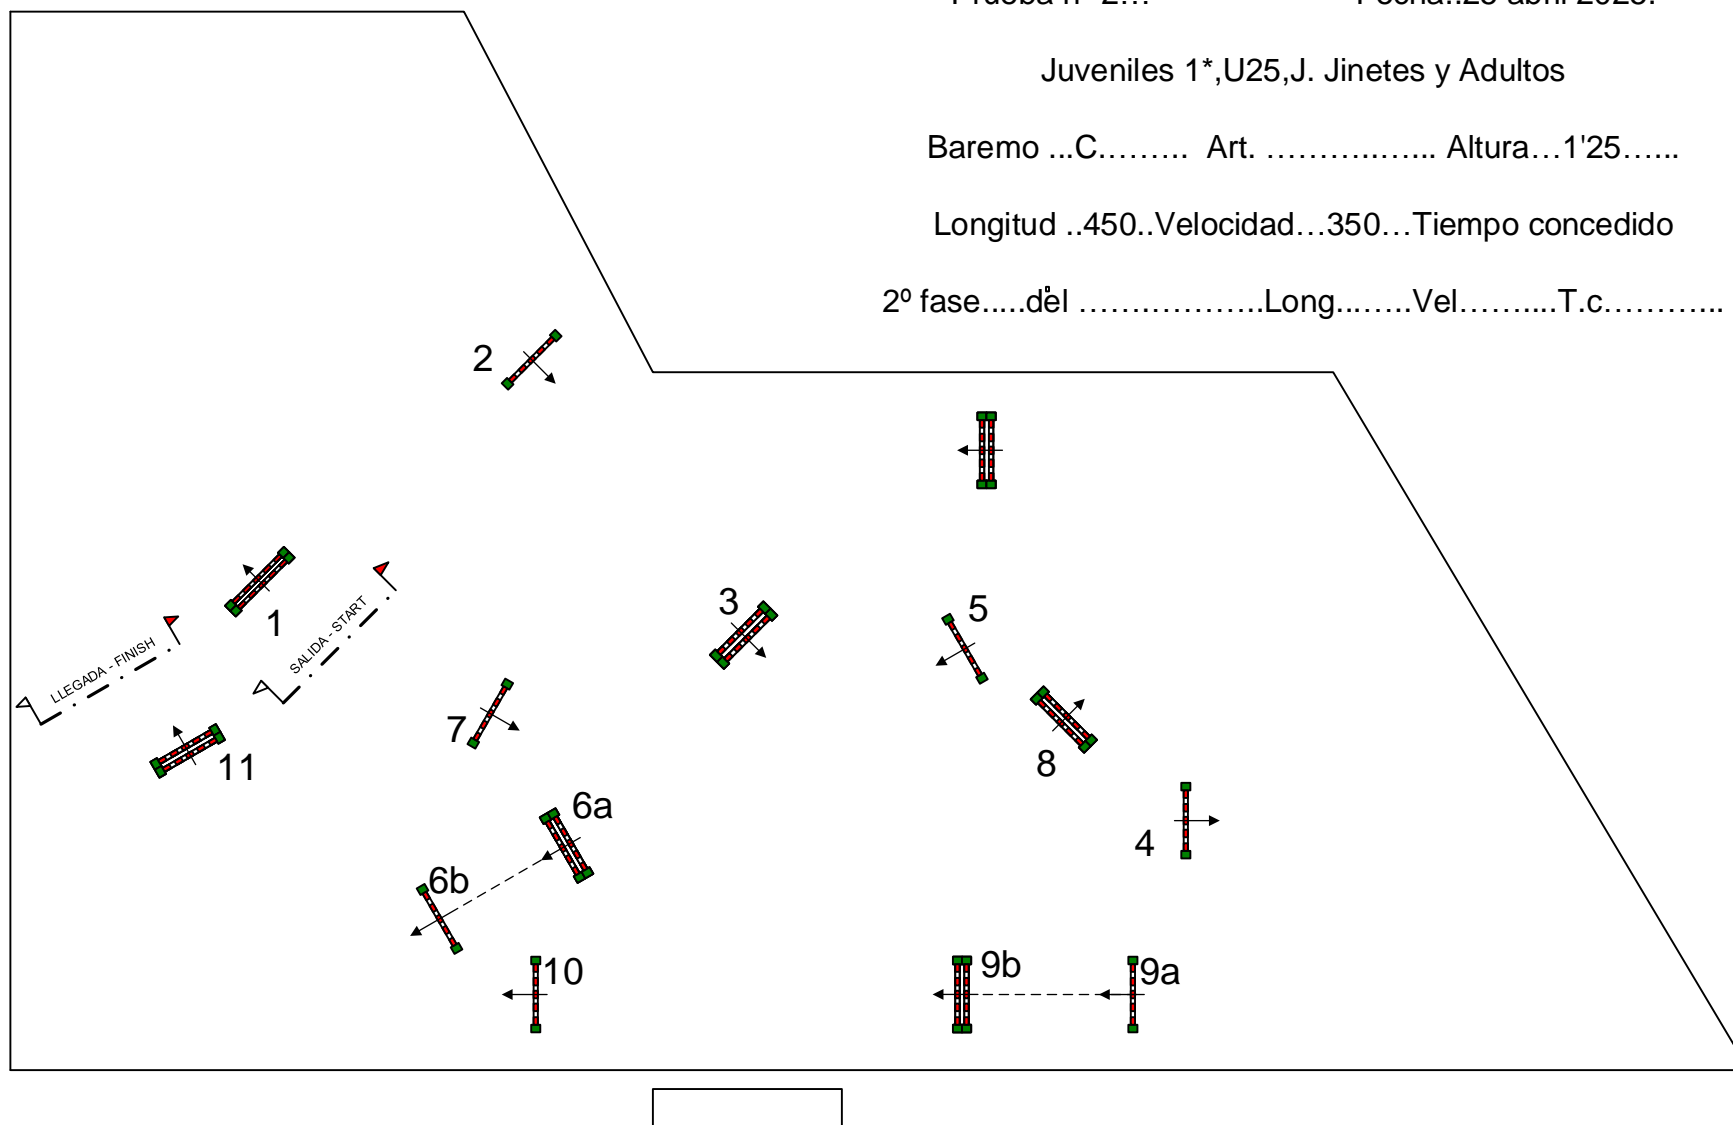 Juveniles 1*,U25,J. Jinetes y Adultos
Baremo ...C......... Art. ................. Altura...1'25......
Longitud ..450..Velocidad...350...Tiempo concedido
2º fase.....del .....................Long........Vel..........T.c............
2
1
3
5
SALIDA - START
LLEGADA - FINISH
7
11
8
6a
4
6b
10
9b
9a